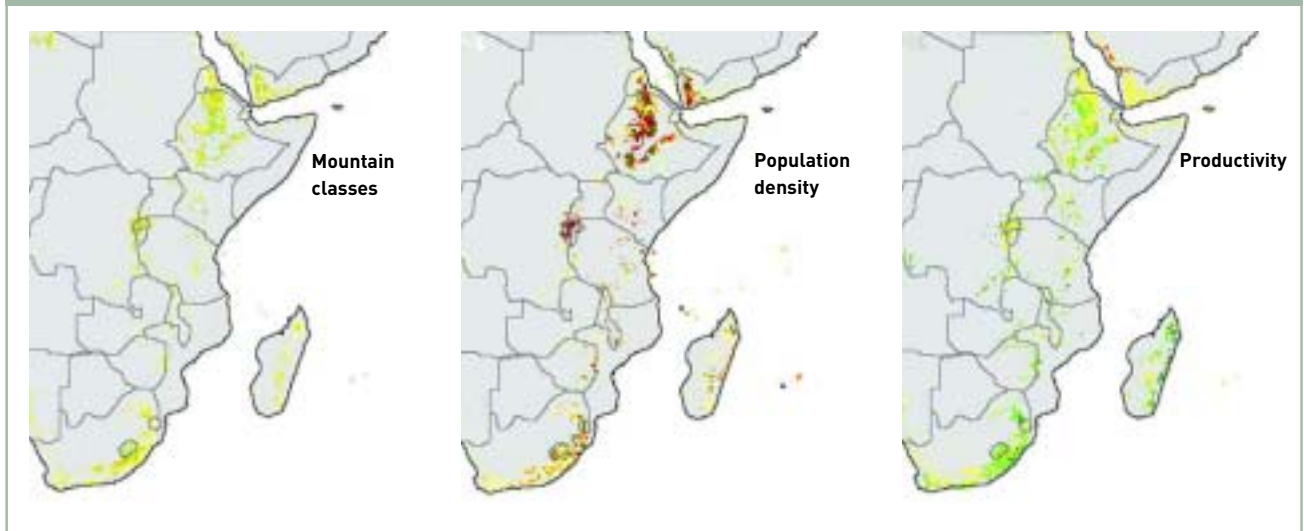 Mountain
classes
Population
density
Productivity